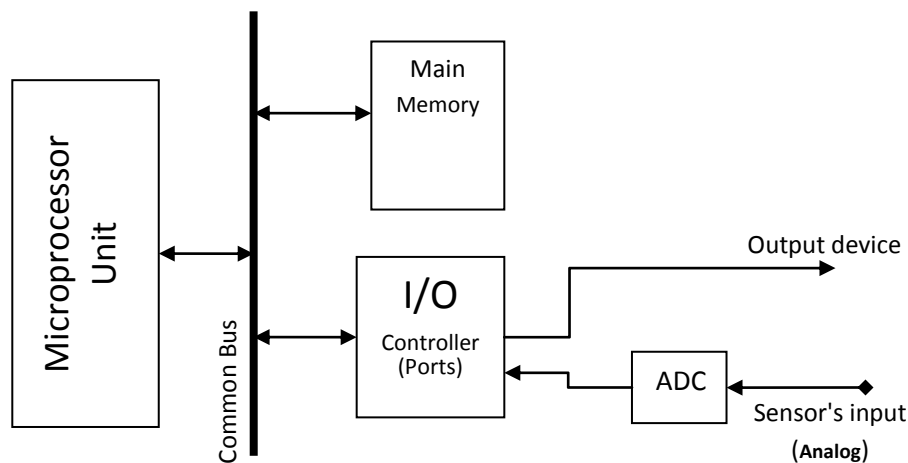 Microprocessor
Unit
Common Bus
Main
Memory
I/O
Controller
(Ports)
Output device
ADC
Sensor's input
(Analog)